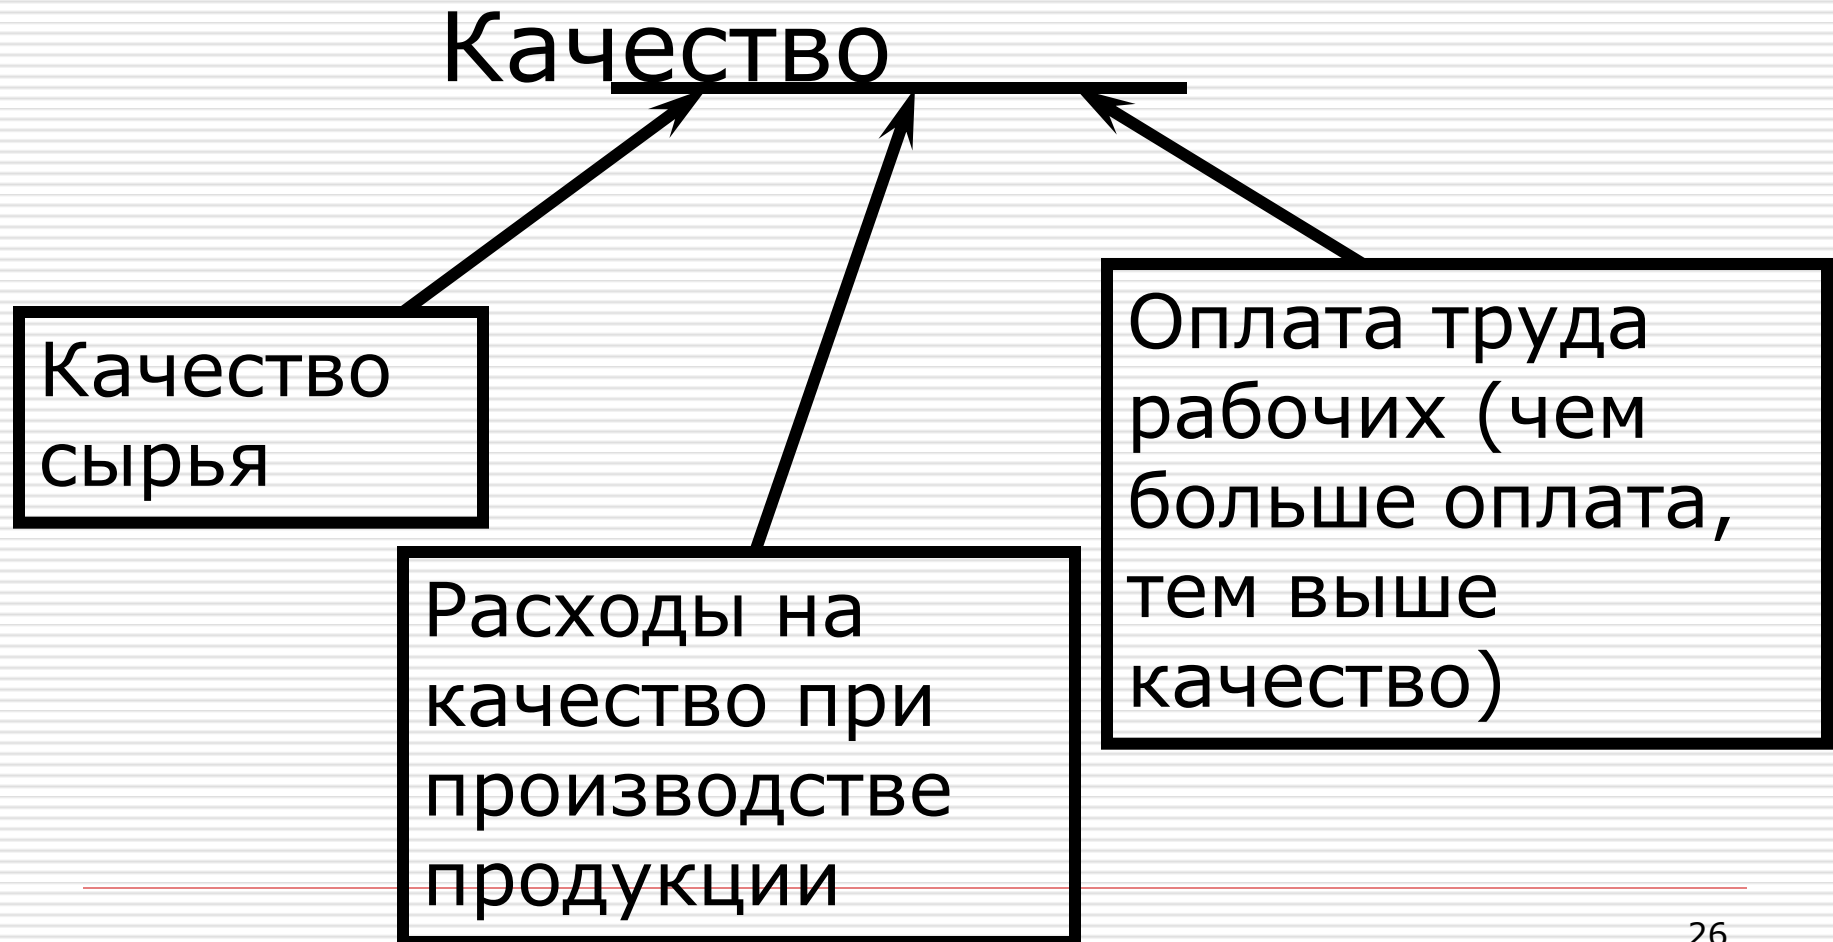 Качество
Качество
сырья
Расходы на
качество при
производстве
продукции
Оплата труда
рабочих (чем
больше оплата,
тем выше
качество)
26